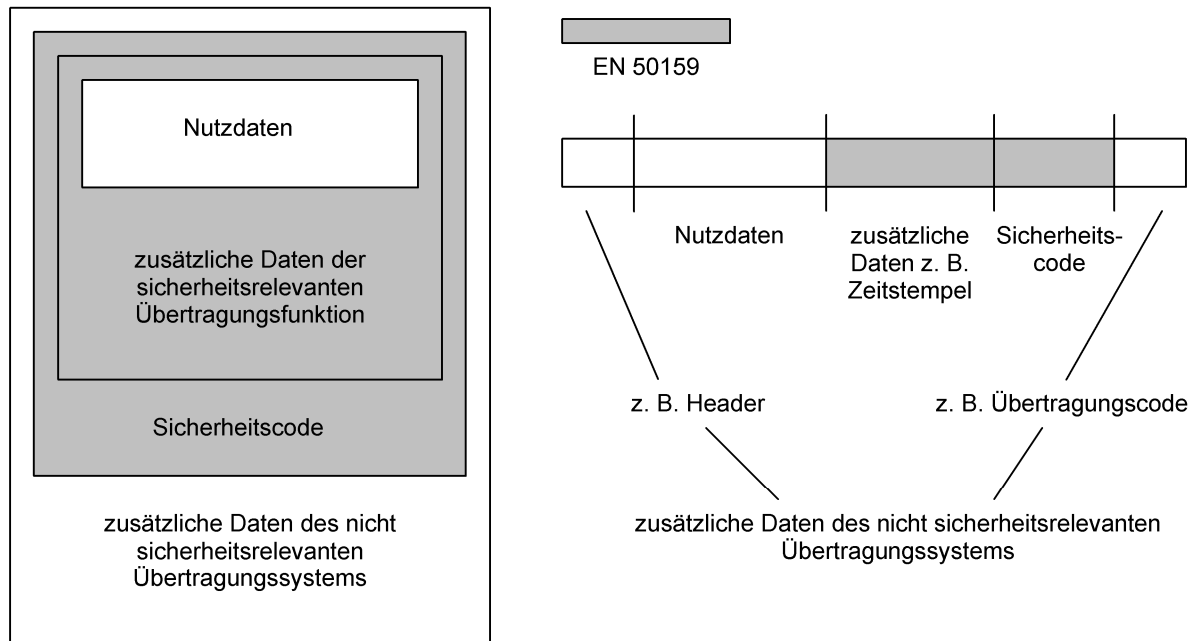 Nutzdaten
zusätzliche Daten der
sicherheitsrelevanten
Übertragungsfunktion
Sicherheitscode
zusätzliche Daten des nicht
sicherheitsrelevanten
Übertragungssystems
EN 50159
Nutzdaten
zusätzliche
Daten z. B.
Zeitstempel
Sicherheits-
code
z. B. Header
z. B. Übertragungscode
zusätzliche Daten des nicht sicherheitsrelevanten
Übertragungssystems